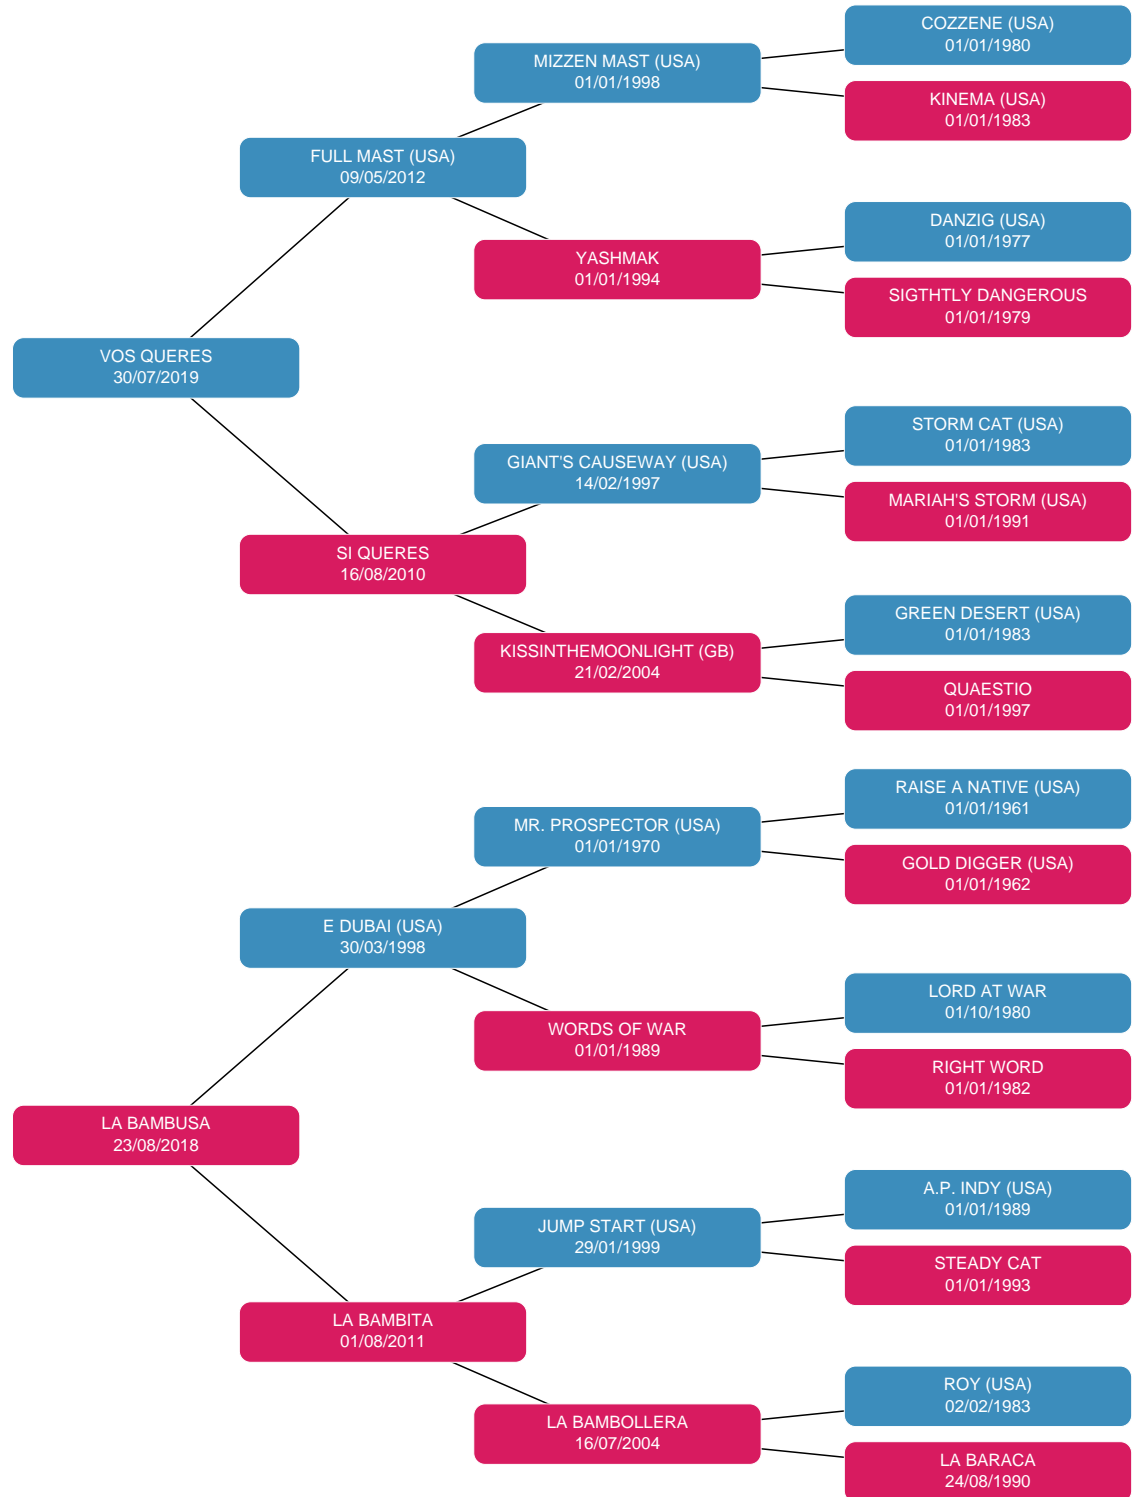 COZZENE (USA)
01/01/1980
MIZZEN MAST (USA)
01/01/1998
KINEMA (USA)
01/01/1983
FULL MAST (USA)
09/05/2012
DANZIG (USA)
01/01/1977
YASHMAK
01/01/1994
SIGTHTLY DANGEROUS
01/01/1979
VOS QUERES
30/07/2019
STORM CAT (USA)
01/01/1983
GIANT'S CAUSEWAY (USA)
14/02/1997
MARIAH'S STORM (USA)
01/01/1991
SI QUERES
16/08/2010
GREEN DESERT (USA)
01/01/1983
KISSINTHEMOONLIGHT (GB)
21/02/2004
QUAESTIO
01/01/1997
RAISE A NATIVE (USA)
01/01/1961
MR. PROSPECTOR (USA)
01/01/1970
GOLD DIGGER (USA)
01/01/1962
E DUBAI (USA)
30/03/1998
LORD AT WAR
01/10/1980
WORDS OF WAR
01/01/1989
RIGHT WORD
01/01/1982
LA BAMBUSA
23/08/2018
A.P. INDY (USA)
01/01/1989
JUMP START (USA)
29/01/1999
STEADY CAT
01/01/1993
LA BAMBITA
01/08/2011
ROY (USA)
02/02/1983
LA BAMBOLLERA
16/07/2004
LA BARACA
24/08/1990